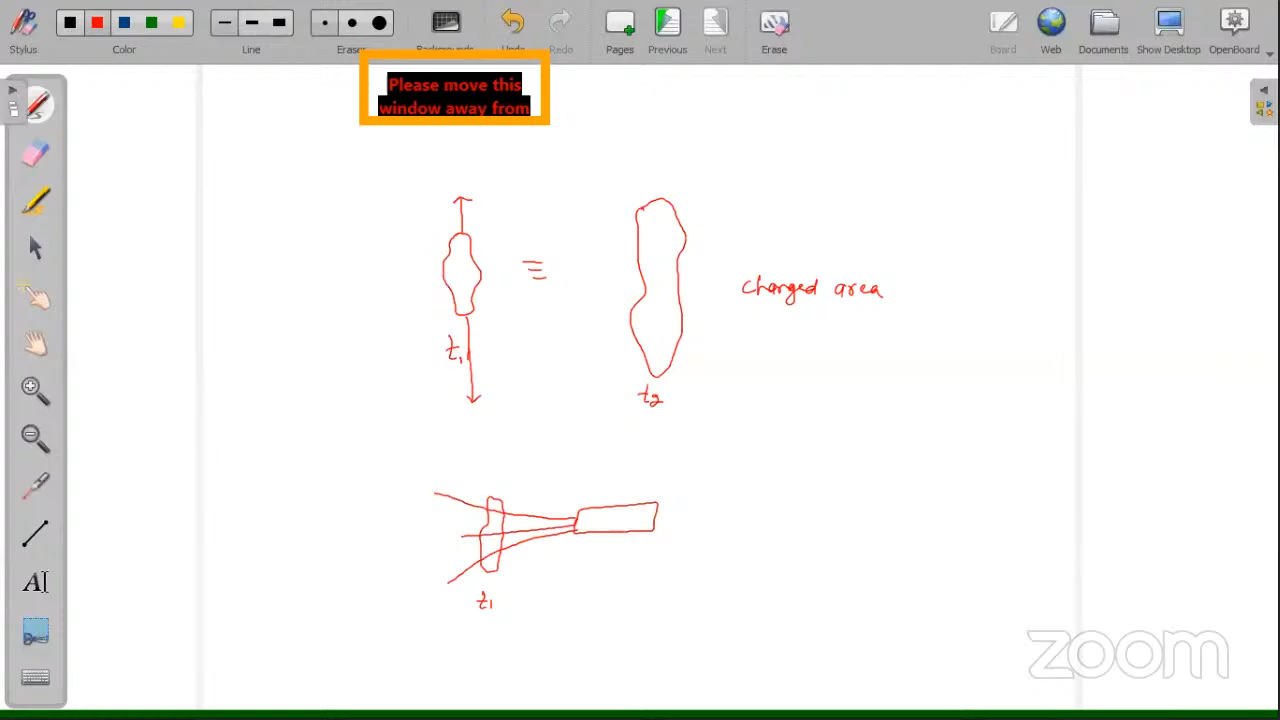 Stylus
Color
Line
Eraser
Backgrounds
Undo
Redo
Pages
Previous
Next
Erase
Board
Web
Documents
Show Desktop
OpenBoard
Please move this
window away from
t₁
t₂
charged area
t₁
AI
zoom